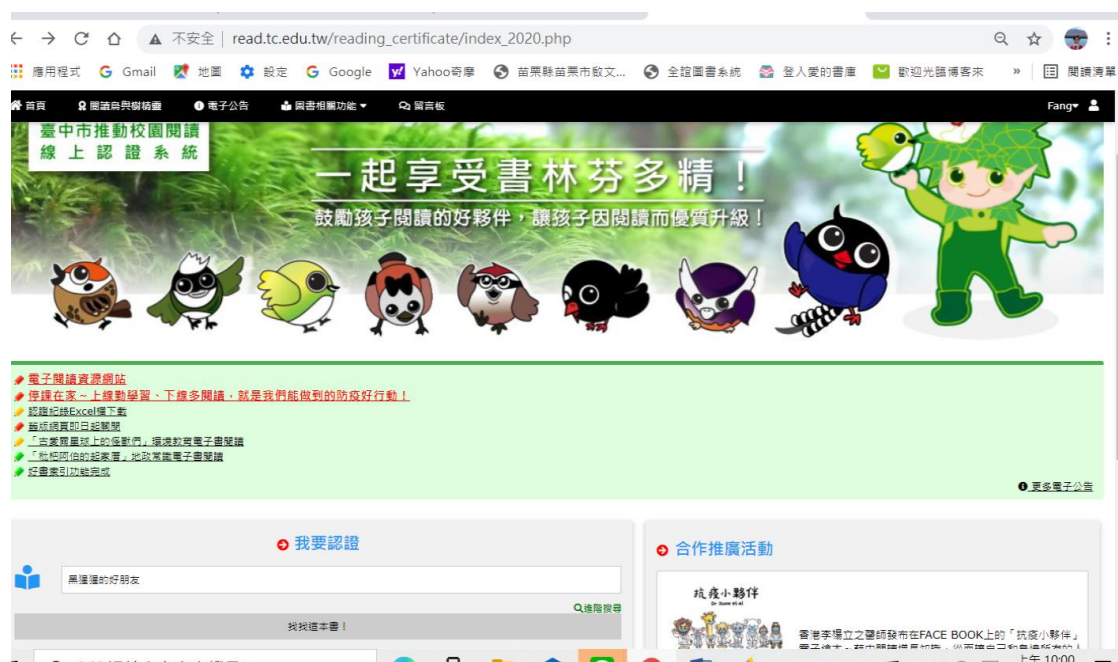 不安全 | read.tc.edu.tw/reading_certificate/index_2020.php
應用程式 Gmail 地圖 設定 Google Yahoo奇摩 苗栗縣苗栗市啟文... 全誼圖書系統 登入愛的書庫 歡迎光臨博客來 » 閱讀清單
首頁 閱讀鳥與樹精靈 電子公告 圖書相關功能 留言板 Fang
臺中市推動校園閱讀
線上認證系統
一起享受書林芬多精！
鼓勵孩子閱讀的好夥伴，讓孩子因閱讀而優質升級！
電子閱讀資源網站
停課在家~上線勤學習、下線多閱讀，就是我們能做到的防疫好行動！
認證紀錄Excel檔下載
舊版網頁即日起關閉
「古愛爾星球上的怪獸們」環境教育電子書閱讀
「枇杷阿伯的起家厝」地政常識電子書閱讀
好書索引功能完成
更多電子公告
我要認證
黑猩猩的好朋友
進階搜尋
找找這本書！
合作推廣活動
抗疫小夥伴
香港李揚立之醫師發布在FACE BOOK上的「抗疫小夥伴」
上午 10:00